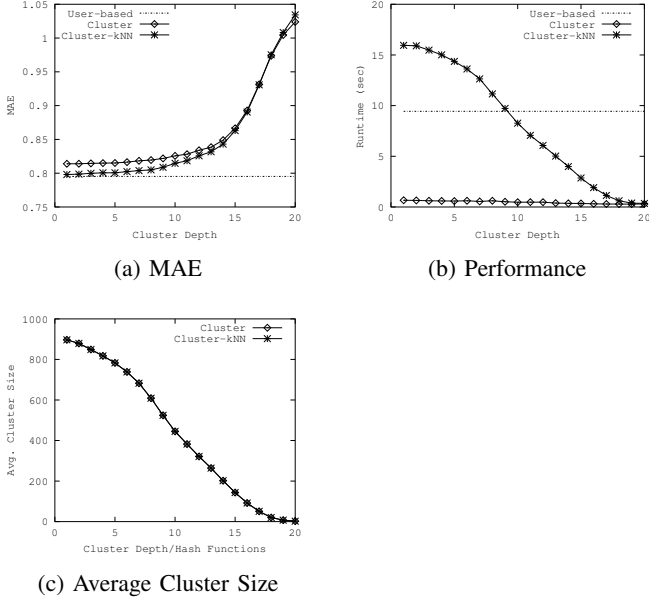 1.05
1
0.95
0.9
0.85
0.8
0.75
MAE
User-based
Cluster
Cluster-kNN
0 5 10 15 20
Cluster Depth
(a) MAE
20
15
10
5
0
Runtime (sec)
User-based
Cluster
Cluster-kNN
0 5 10 15 20
Cluster Depth
(b) Performance
1000
800
600
400
200
0
Avg. Cluster Size
Cluster
Cluster-kNN
0 5 10 15 20
Cluster Depth/Hash Functions
(c) Average Cluster Size